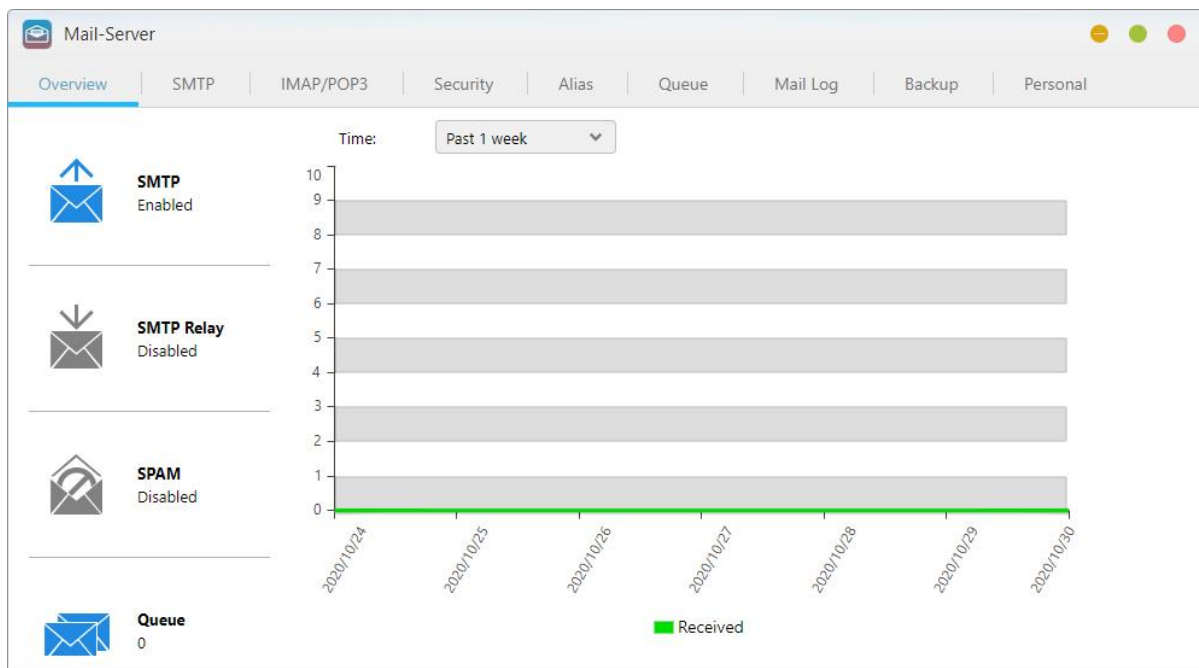 Mail-Server
Overview SMTP IMAP/POP3 Security Alias Queue Mail Log Backup Personal
Time: Past 1 week
SMTP
Enabled
SMTP Relay
Disabled
SPAM
Disabled
Queue
0
10
9
8
7
6
5
4
3
2
1
0
2020/10/24 2020/10/25 2020/10/26 2020/10/27 2020/10/28 2020/10/29 2020/10/30
Received